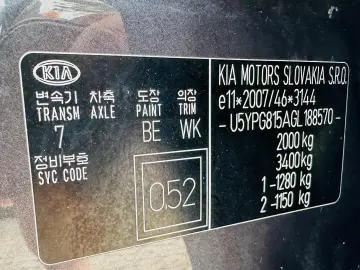 KIA
변속기 차축 도장 의장
TRANSM AXLE PAINT TRIM
7 BE WK
정비부호
SVC CODE
052
KIA MOTORS SLOVAKIA S.R.O.
e11*2007/46*3144
- U5YPG815AGL188570 -
2000 kg
3400 kg
1 -1280 kg
2 -1150 kg